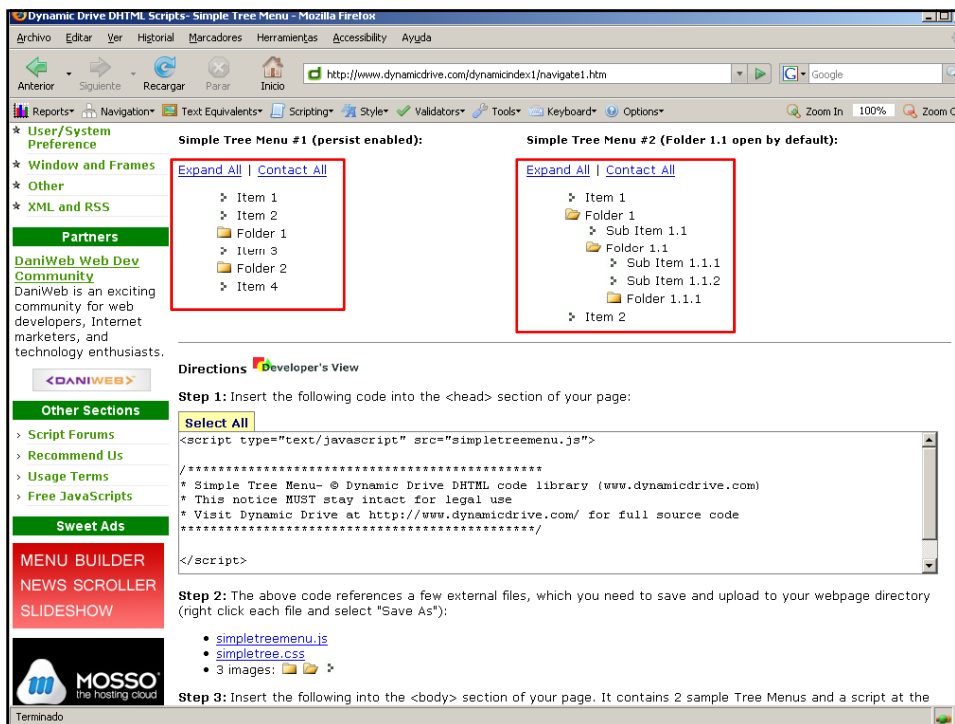 Dynamic Drive DHTML Scripts- Simple Tree Menu - Mozilla Firefox
Archivo Editar Ver Historial Marcadores Herramientas Accessibility Ayuda
Anterior Siguiente Recargar Parar Inicio
http://www.dynamicdrive.com/dynamicindex1/navigate1.htm
G Google
Reports Navigation Text Equivalents Scripting Style Validators Tools Keyboard Options Zoom In 100% Zoom
User/System
Preference
Window and Frames
Other
XML and RSS
Partners
DaniWeb Web Dev
Community
DaniWeb is an exciting
community for web
developers, Internet
marketers, and
technology enthusiasts.
<DANIWEB>
Other Sections
› Script Forums
› Recommend Us
› Usage Terms
› Free JavaScripts
Sweet Ads
MENU BUILDER
NEWS SCROLLER
SLIDESHOW
MOSSO
the hosting cloud
Simple Tree Menu #1 (persist enabled):
Expand All | Contact All
Item 1
Item 2
Folder 1
Item 3
Folder 2
Item 4
Simple Tree Menu #2 (Folder 1.1 open by default):
Expand All | Contact All
Item 1
Folder 1
Sub Item 1.1
Folder 1.1
Sub Item 1.1.1
Sub Item 1.1.2
Folder 1.1.1
Item 2
Directions Developer's View
Step 1: Insert the following code into the <head> section of your page:
Select All
<script type="text/javascript" src="simpletreemenu.js">
/***********************************************
* Simple Tree Menu- © Dynamic Drive DHTML code library (www.dynamicdrive.com)
* This notice MUST stay intact for legal use
* Visit Dynamic Drive at http://www.dynamicdrive.com/ for full source code
***********************************************/
</script>
Step 2: The above code references a few external files, which you need to save and upload to your webpage directory
(right click each file and select "Save As"):
• simpletreemenu.js
• simpletree.css
• 3 images:
Step 3: Insert the following into the <body> section of your page. It contains 2 sample Tree Menus and a script at the
Terminado